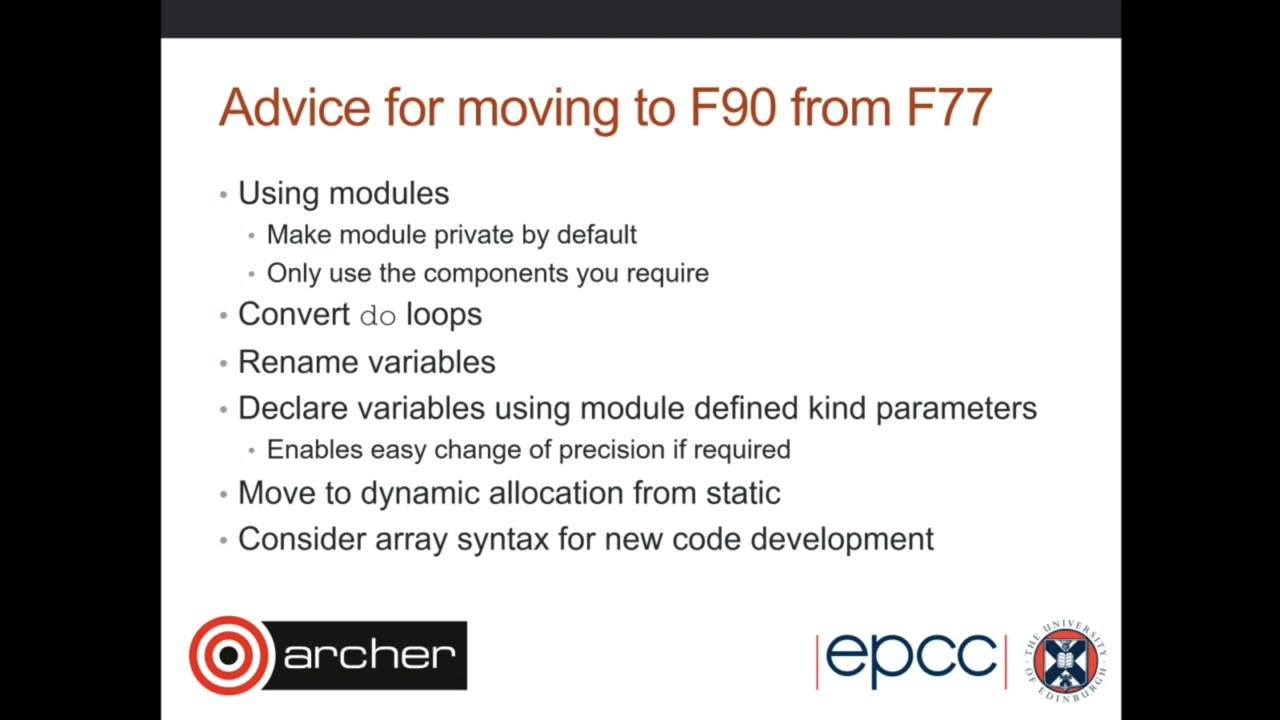 Advice for moving to F90 from F77
• Using modules
• Make module private by default
• Only use the components you require
• Convert do loops
• Rename variables
• Declare variables using module defined kind parameters
• Enables easy change of precision if required
• Move to dynamic allocation from static
• Consider array syntax for new code development
archer
epcc
THE UNIVERSITY OF EDINBURGH